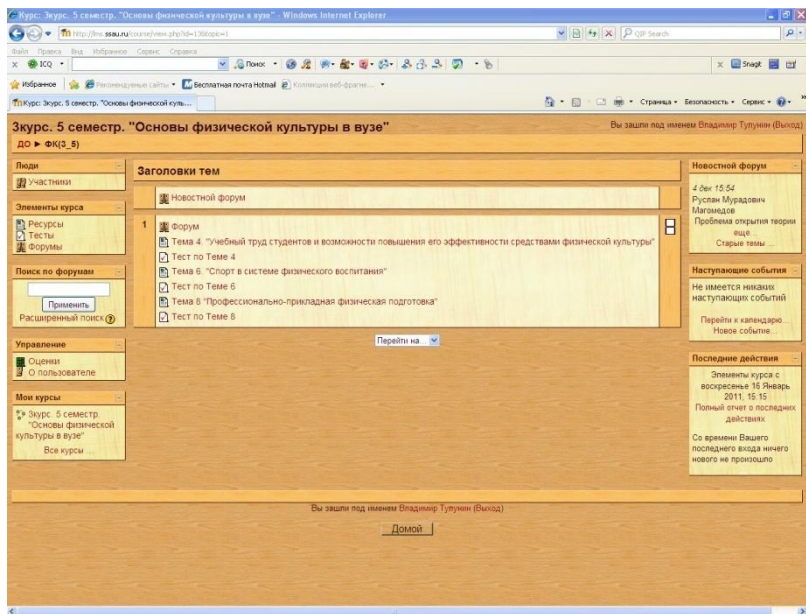 Курс: 3курс. 5 семестр. "Основы физической культуры в вузе" - Windows Internet Explorer
http://lms.ssau.ru/course/view.php?id=13&topic=1
QIP Search
Файл Правка Вид Избранное Сервис Справка
ICQ
Поиск
Snagit
Избранное
Рекомендуемые сайты
Бесплатная почта Hotmail
Коллекция веб-фрагме...
Курс: 3курс. 5 семестр. "Основы физической куль...
Страница
Безопасность
Сервис
3курс. 5 семестр. "Основы физической культуры в вузе"
Вы зашли под именем Владимир Тупунин (Выход)
ДО ► ФК(3_5)
Люди
Участники
Элементы курса
Ресурсы
Тесты
Форумы
Поиск по форумам
Применить
Расширенный поиск
Управление
Оценки
О пользователе
Мои курсы
3курс. 5 семестр.
"Основы физической
культуры в вузе"
Все курсы ...
Заголовки тем
Новостной форум
1
Форум
Тема 4. "Учебный труд студентов и возможности повышения его эффективности средствами физической культуры"
Тест по Теме 4
Тема 6. "Спорт в системе физического воспитания"
Тест по Теме 6
Тема 8 "Профессионально-прикладная физическая подготовка"
Тест по Теме 8
Перейти на...
Новостной форум
4 дек 15:54
Руслан Мурадович
Магомедов
Проблема открытия теории
еще...
Старые темы ...
Наступающие события
Не имеется никаких
наступающих событий
Перейти к календарю...
Новое событие...
Последние действия
Элементы курса с
воскресенье 16 Январь
2011, 15:15
Полный отчет о последних
действиях
Со времени Вашего
последнего входа ничего
нового не произошло
Вы зашли под именем Владимир Тупунин (Выход)
Домой